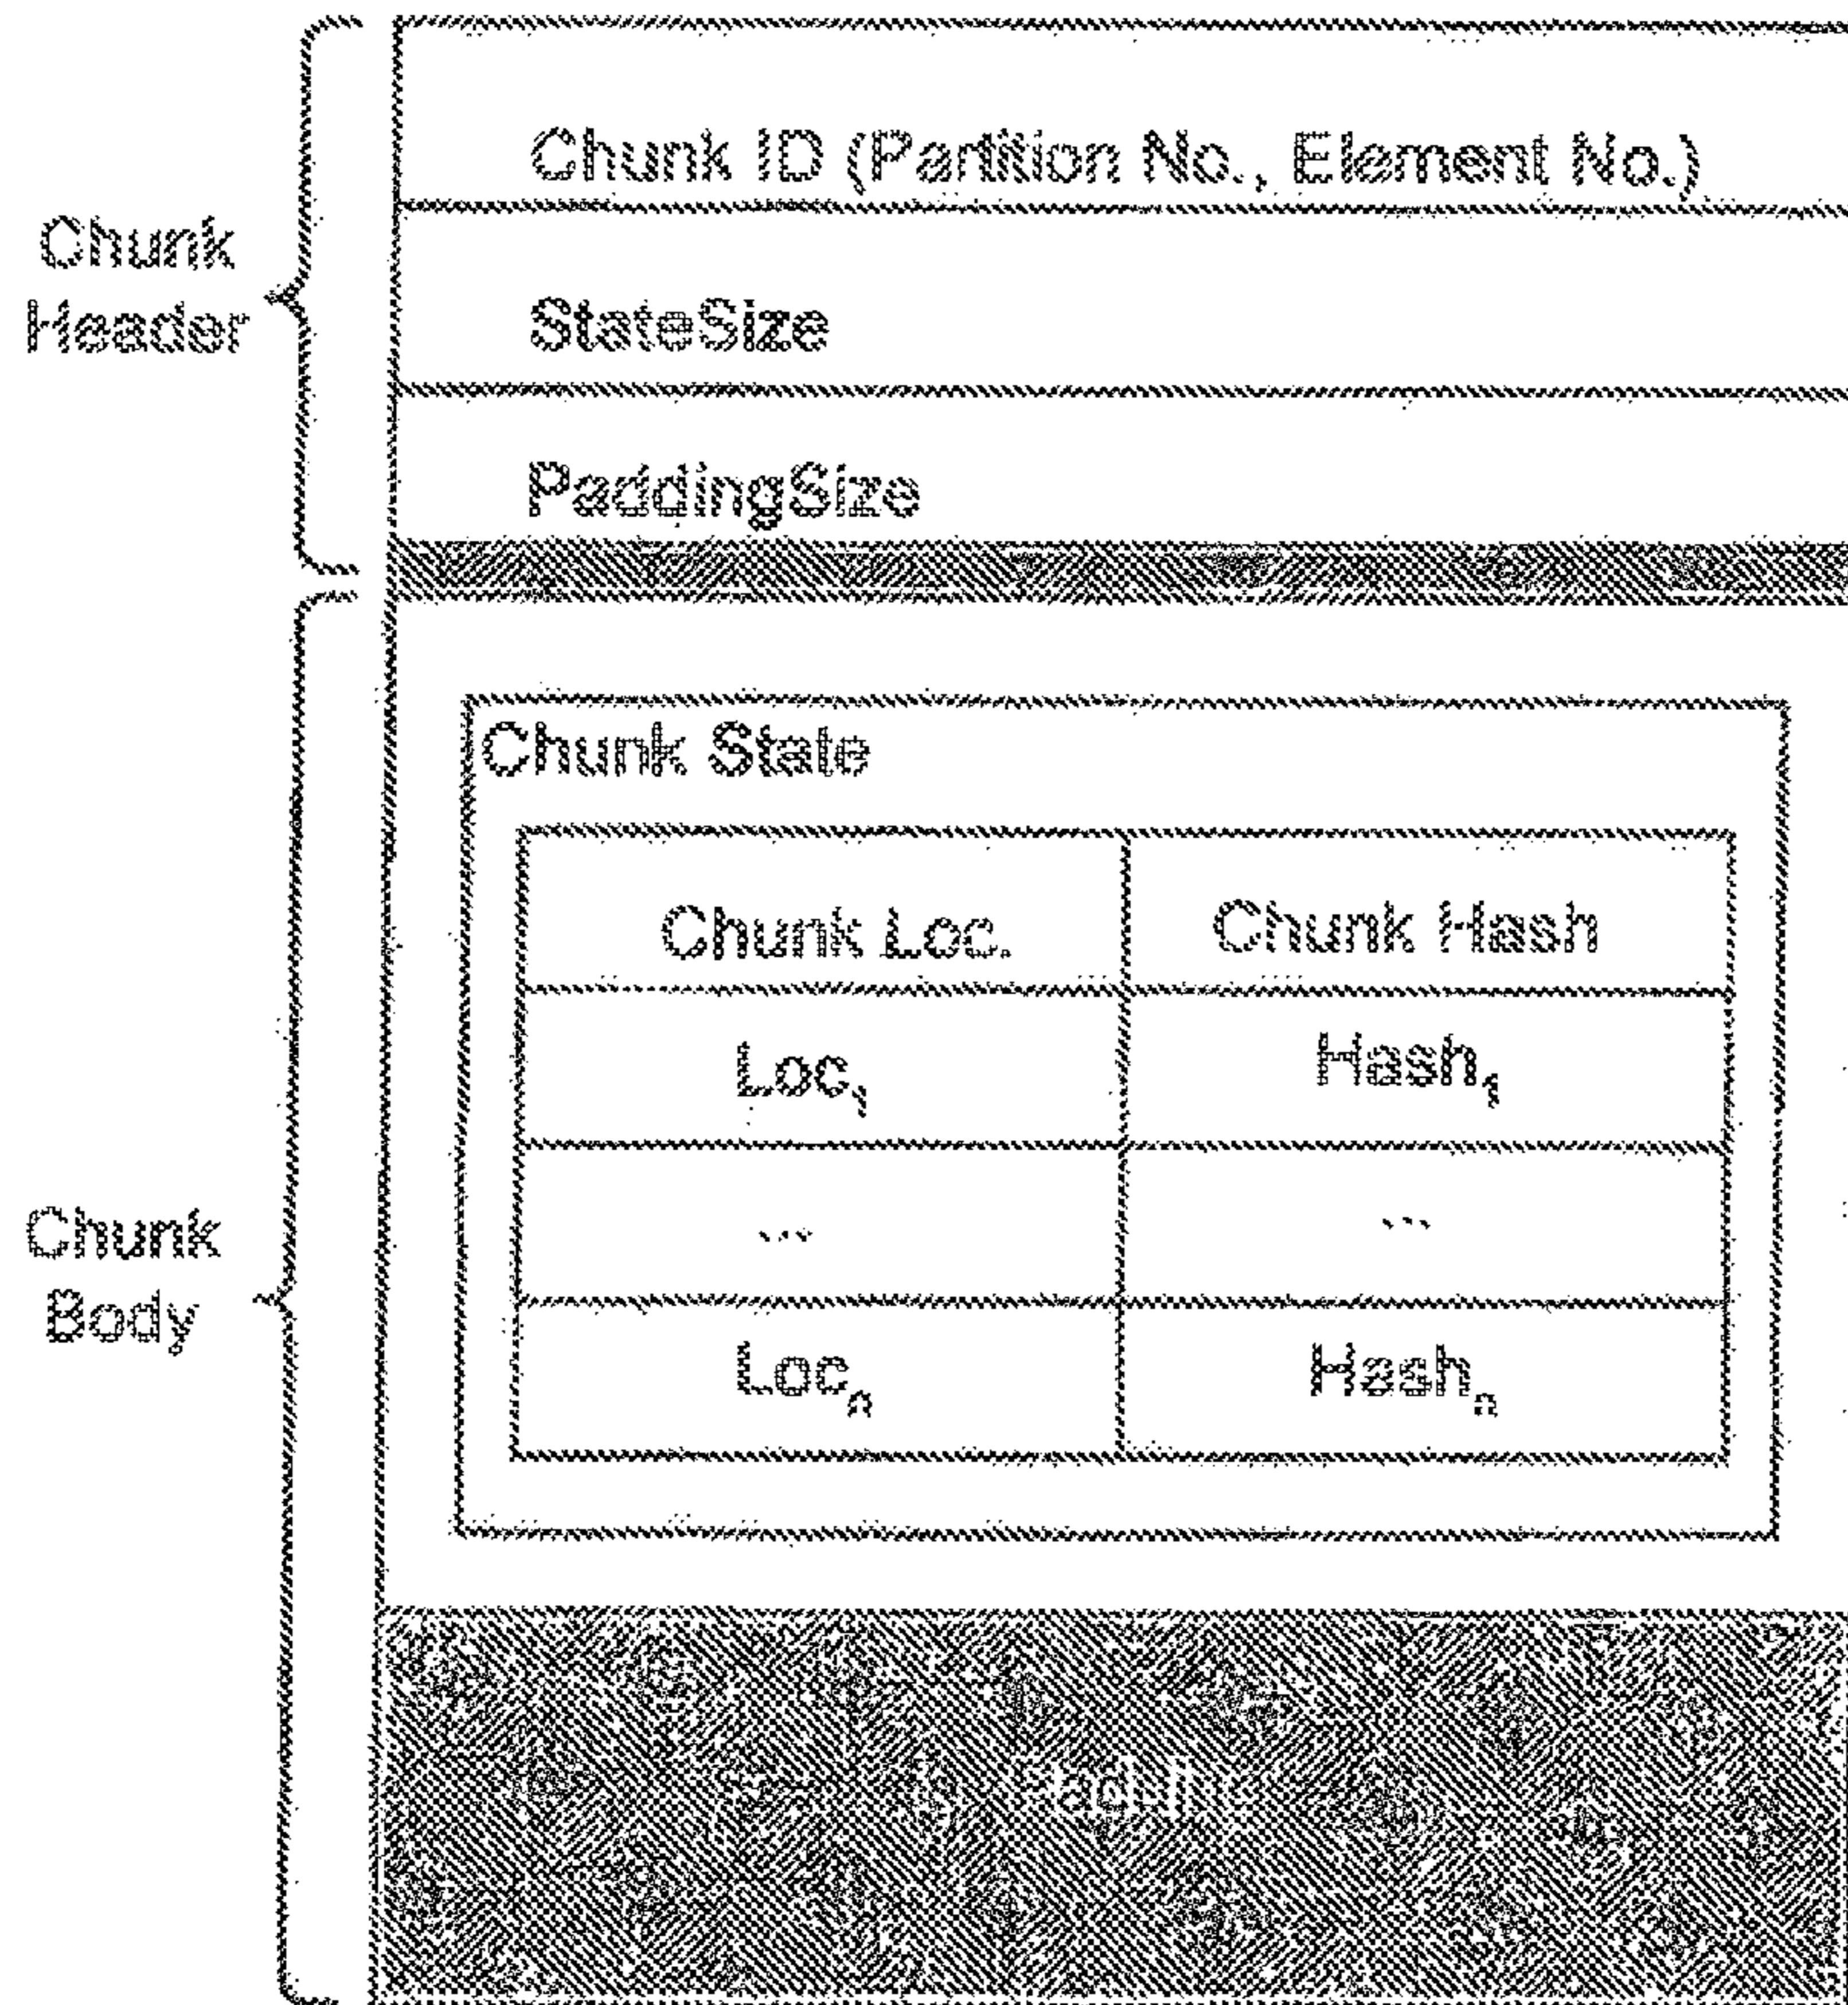 Chunk ID (Partition No., Element No.)
Chunk
Header
StateSize
PaddingSize
Chunk State
Chunk Loc. Chunk Hash
Loc₁ Hash₁
... ...
Chunk
Body
Locₙ Hashₙ
Padding